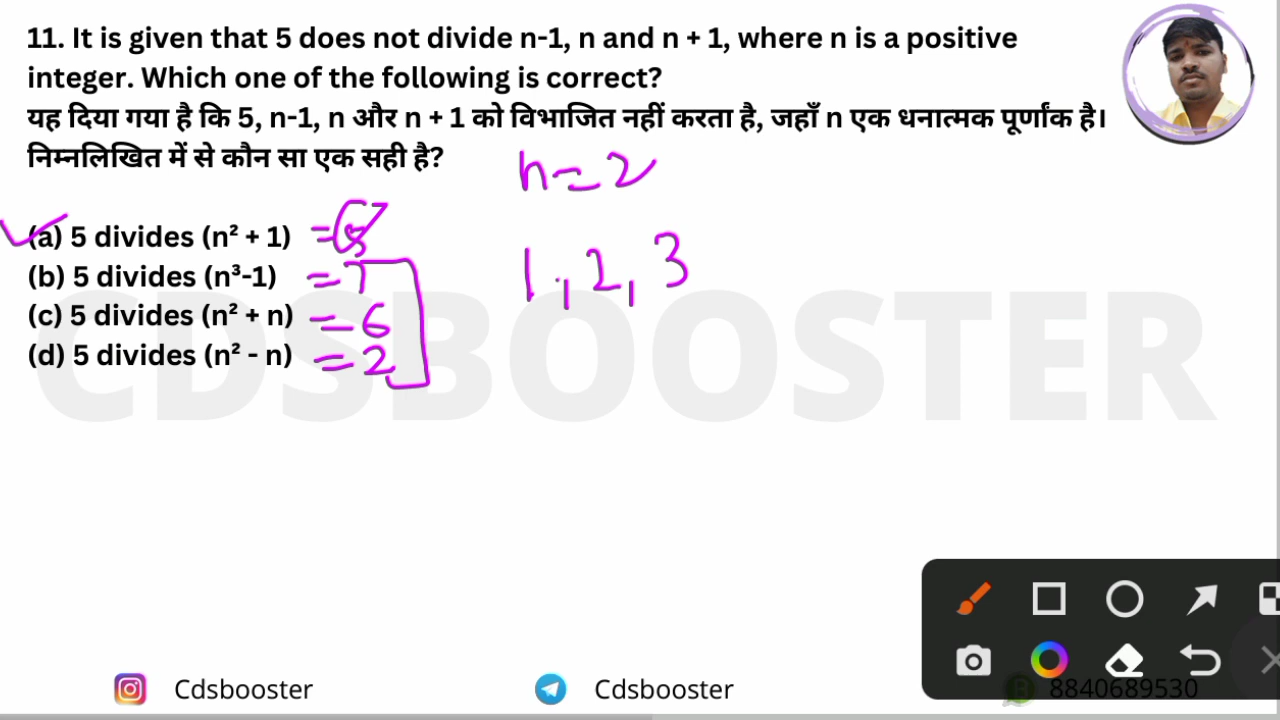 11. It is given that 5 does not divide n-1, n and n + 1, where n is a positive
integer. Which one of the following is correct?
यह दिया गया है कि 5, n-1, n और n + 1 को विभाजित नहीं करता है, जहाँ n एक धनात्मक पूर्णांक है।
निम्नलिखित में से कौन सा एक सही है?
n=2
(a) 5 divides (n² + 1) =5
1, 2, 3
(b) 5 divides (n³-1) =7
(c) 5 divides (n² + n) =6
(d) 5 divides (n² - n) =2
CDSBOOSTER
Cdsbooster Cdsbooster 8840689530